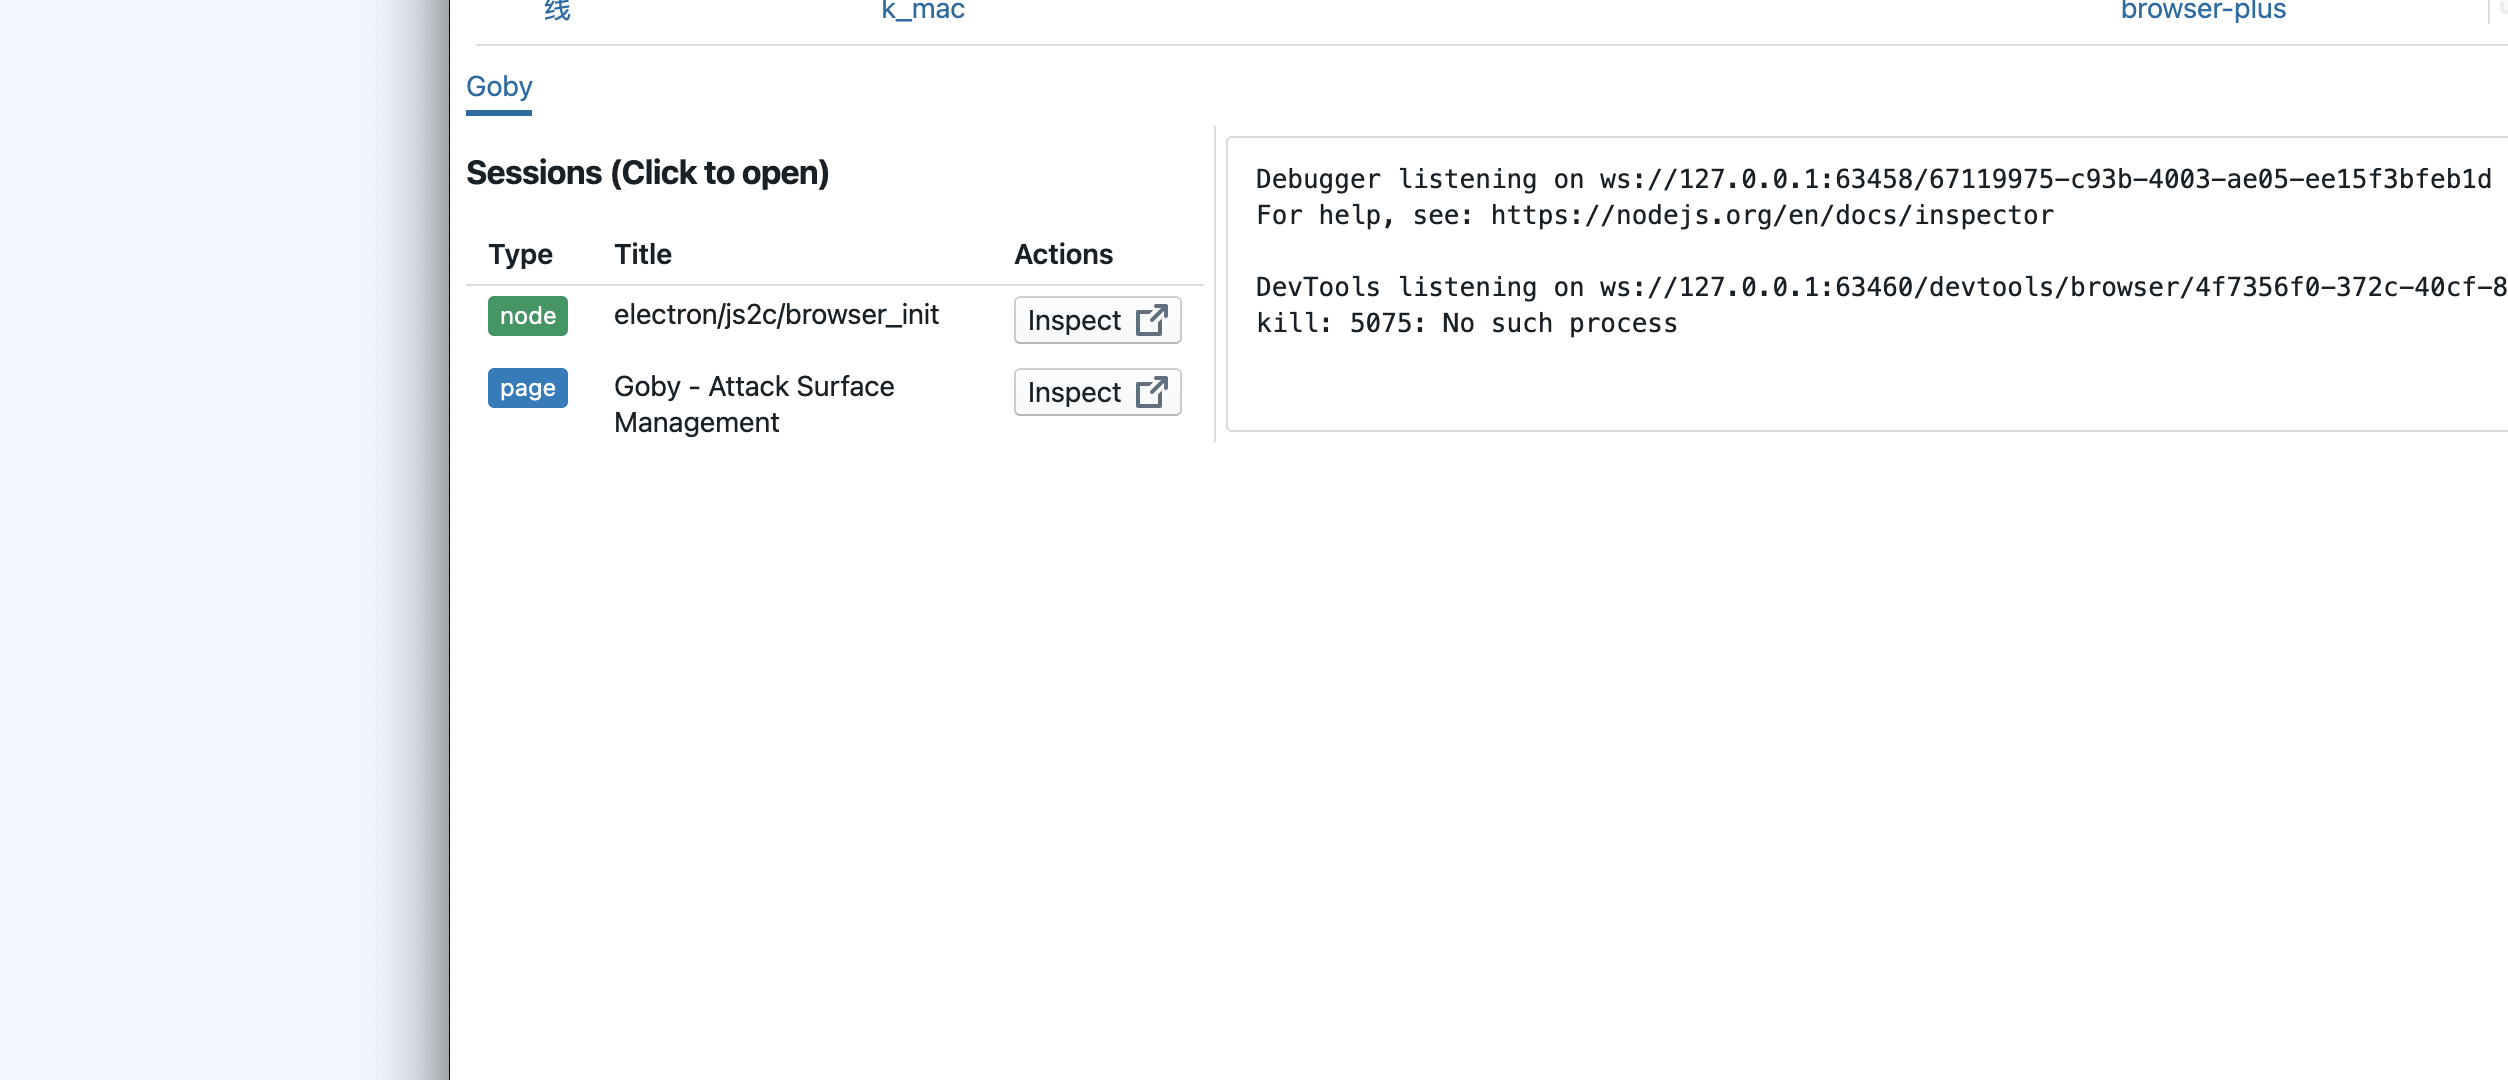 线
k_mac
browser-plus
Goby
Sessions (Click to open)
Type Title Actions
node electron/js2c/browser_init Inspect
page Goby - Attack Surface Inspect
Management
Debugger listening on ws://127.0.0.1:63458/67119975-c93b-4003-ae05-ee15f3bfeb1d
For help, see: https://nodejs.org/en/docs/inspector
DevTools listening on ws://127.0.0.1:63460/devtools/browser/4f7356f0-372c-40cf-8
kill: 5075: No such process